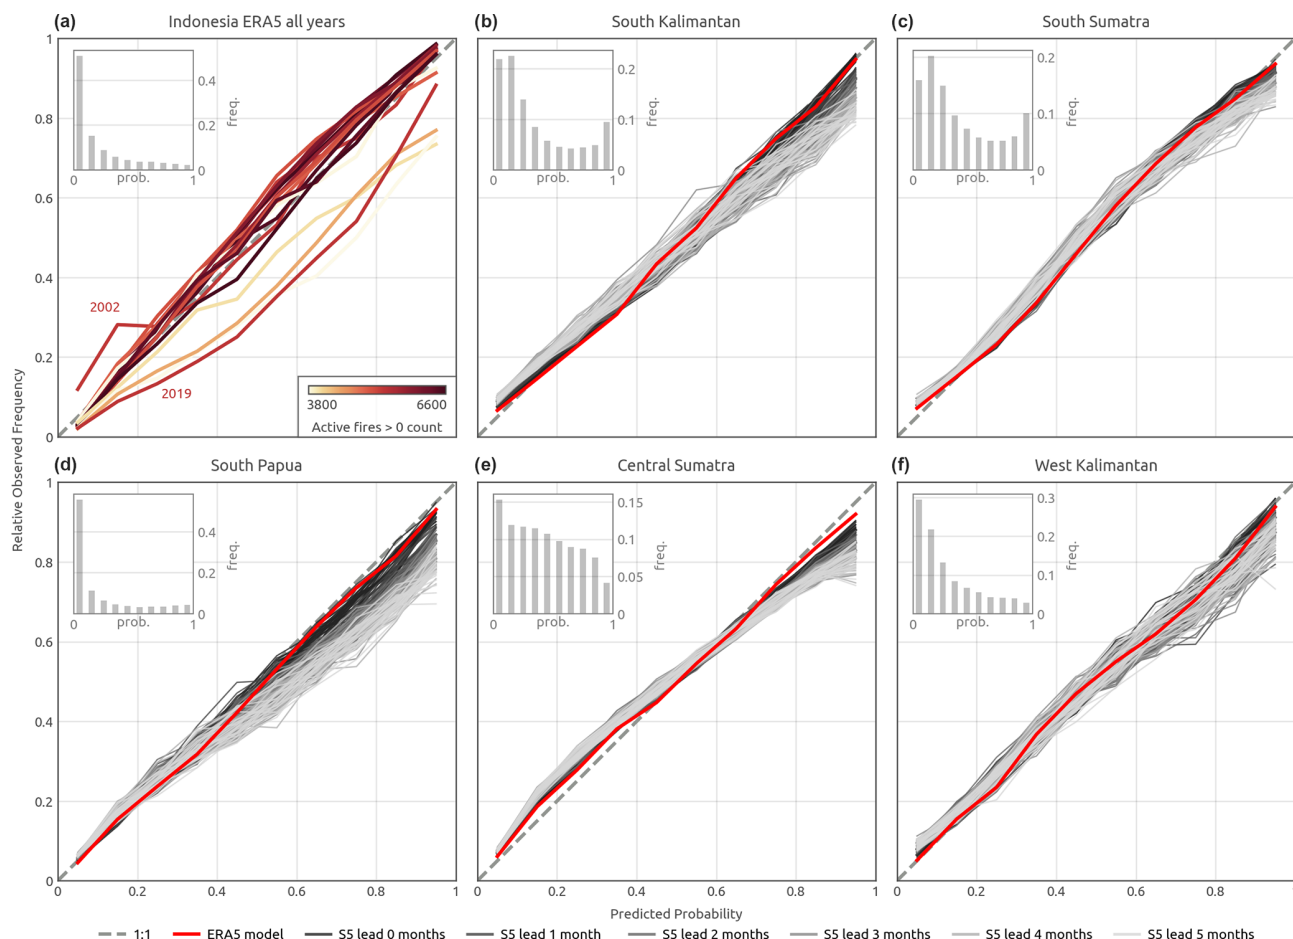 (a) Indonesia ERA5 all years
(b) South Kalimantan
(c) South Sumatra
1
0.8
0.6
0.4
0.2
0
0.4
0.2
0
freq.
0 prob. 1
2002
2019
3800 6600
Active fires > 0 count
0.2
0.1
0
freq.
0 prob. 1
0.2
0.1
0
freq.
0 prob. 1
Relative Observed Frequency
(d) South Papua
(e) Central Sumatra
(f) West Kalimantan
1
0.8
0.6
0.4
0.2
0
0.4
0.2
0
freq.
0 prob. 1
0.15
0.1
0.05
0
freq.
0 prob. 1
0.3
0.2
0.1
0
freq.
0 prob. 1
0 0.2 0.4 0.6 0.8 1
0 0.2 0.4 0.6 0.8 1
0 0.2 0.4 0.6 0.8
Predicted Probability
1:1 ERA5 model S5 lead 0 months S5 lead 1 month S5 lead 2 months S5 lead 3 months S5 lead 4 months S5 lead 5 months